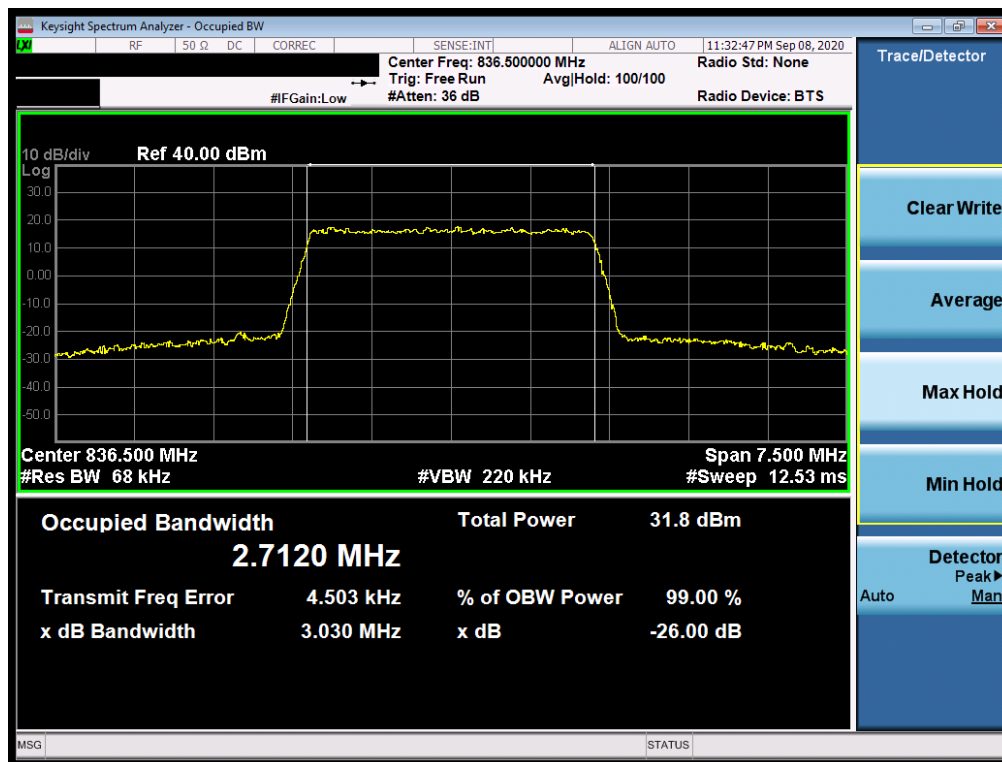 Keysight Spectrum Analyzer - Occupied BW
LXI RF 50 Ω DC CORREC SENSE:INT ALIGN AUTO 11:32:47 PM Sep 08, 2020
Center Freq: 836.500000 MHz Radio Std: None
Trig: Free Run Avg|Hold: 100/100
#IFGain:Low #Atten: 36 dB Radio Device: BTS
Trace/Detector
10 dB/div Ref 40.00 dBm
Log
30.0
20.0
10.0
0.00
-10.0
-20.0
-30.0
-40.0
-50.0
Center 836.500 MHz Span 7.500 MHz
#Res BW 68 kHz #VBW 220 kHz #Sweep 12.53 ms
Occupied Bandwidth Total Power 31.8 dBm
2.7120 MHz
Transmit Freq Error 4.503 kHz % of OBW Power 99.00 %
x dB Bandwidth 3.030 MHz x dB -26.00 dB
Clear Write
Average
Max Hold
Min Hold
Detector
Peak▶
Auto Man
MSG STATUS